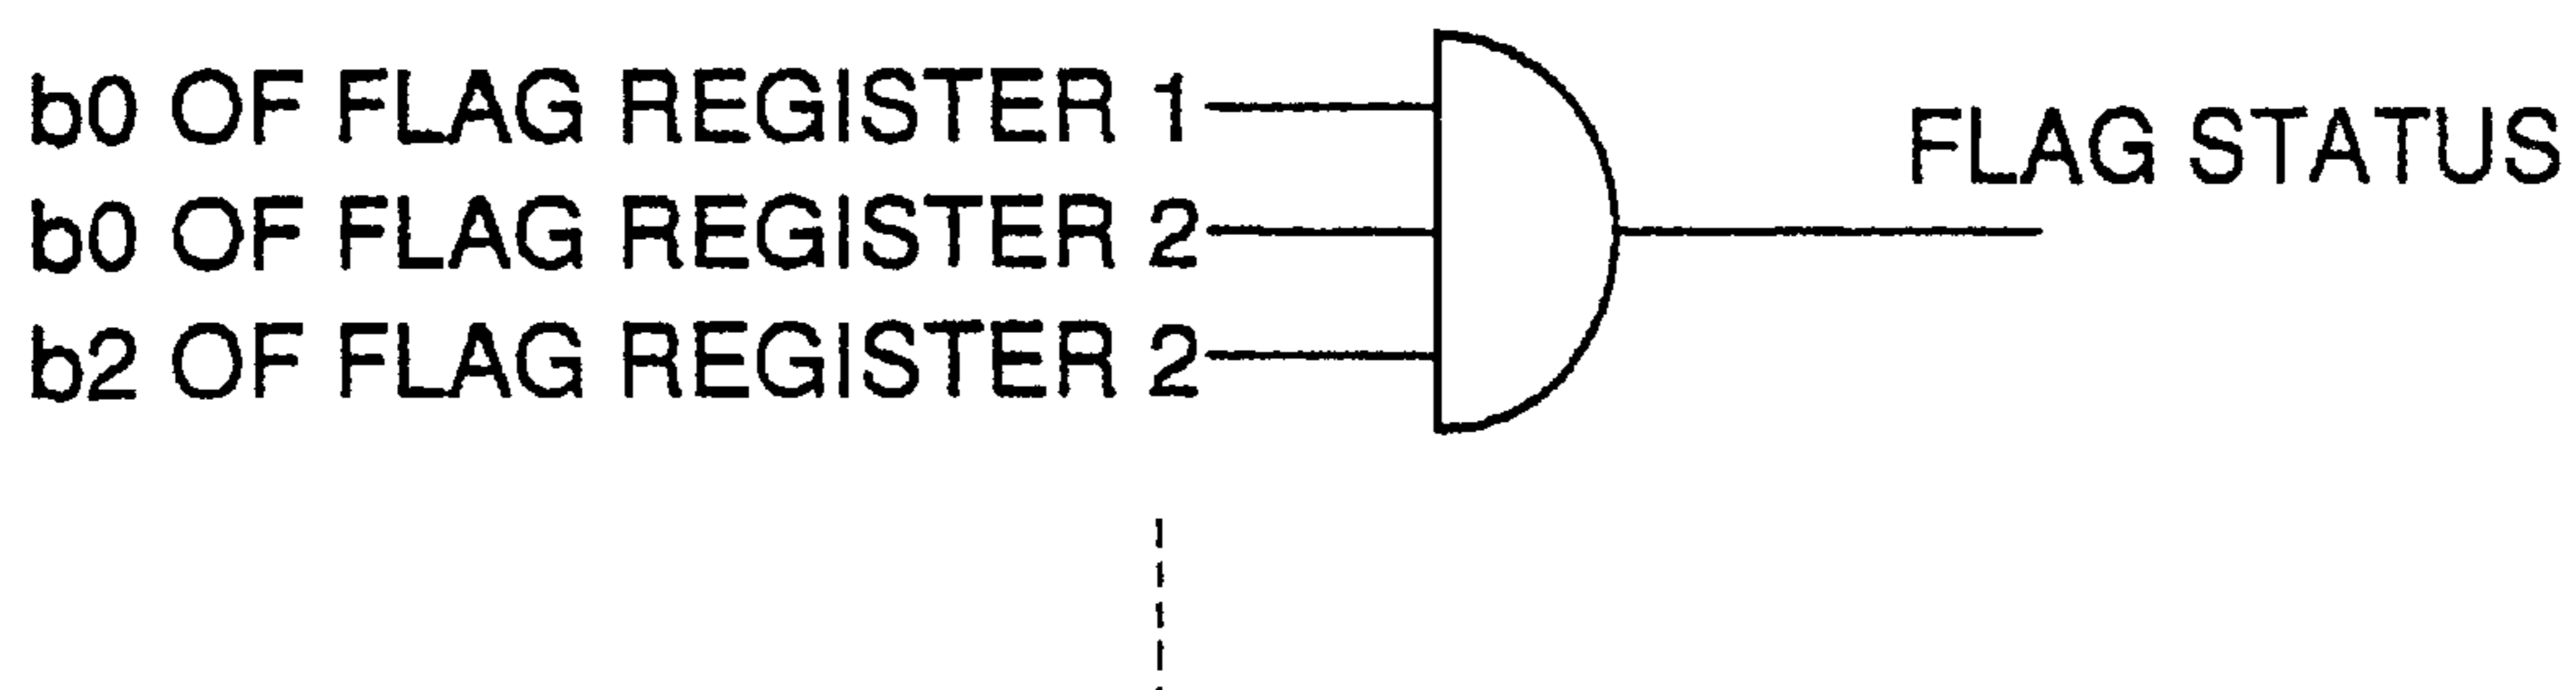 b0 OF FLAG REGISTER 1
FLAG STATUS
b0 OF FLAG REGISTER 2
b2 OF FLAG REGISTER 2